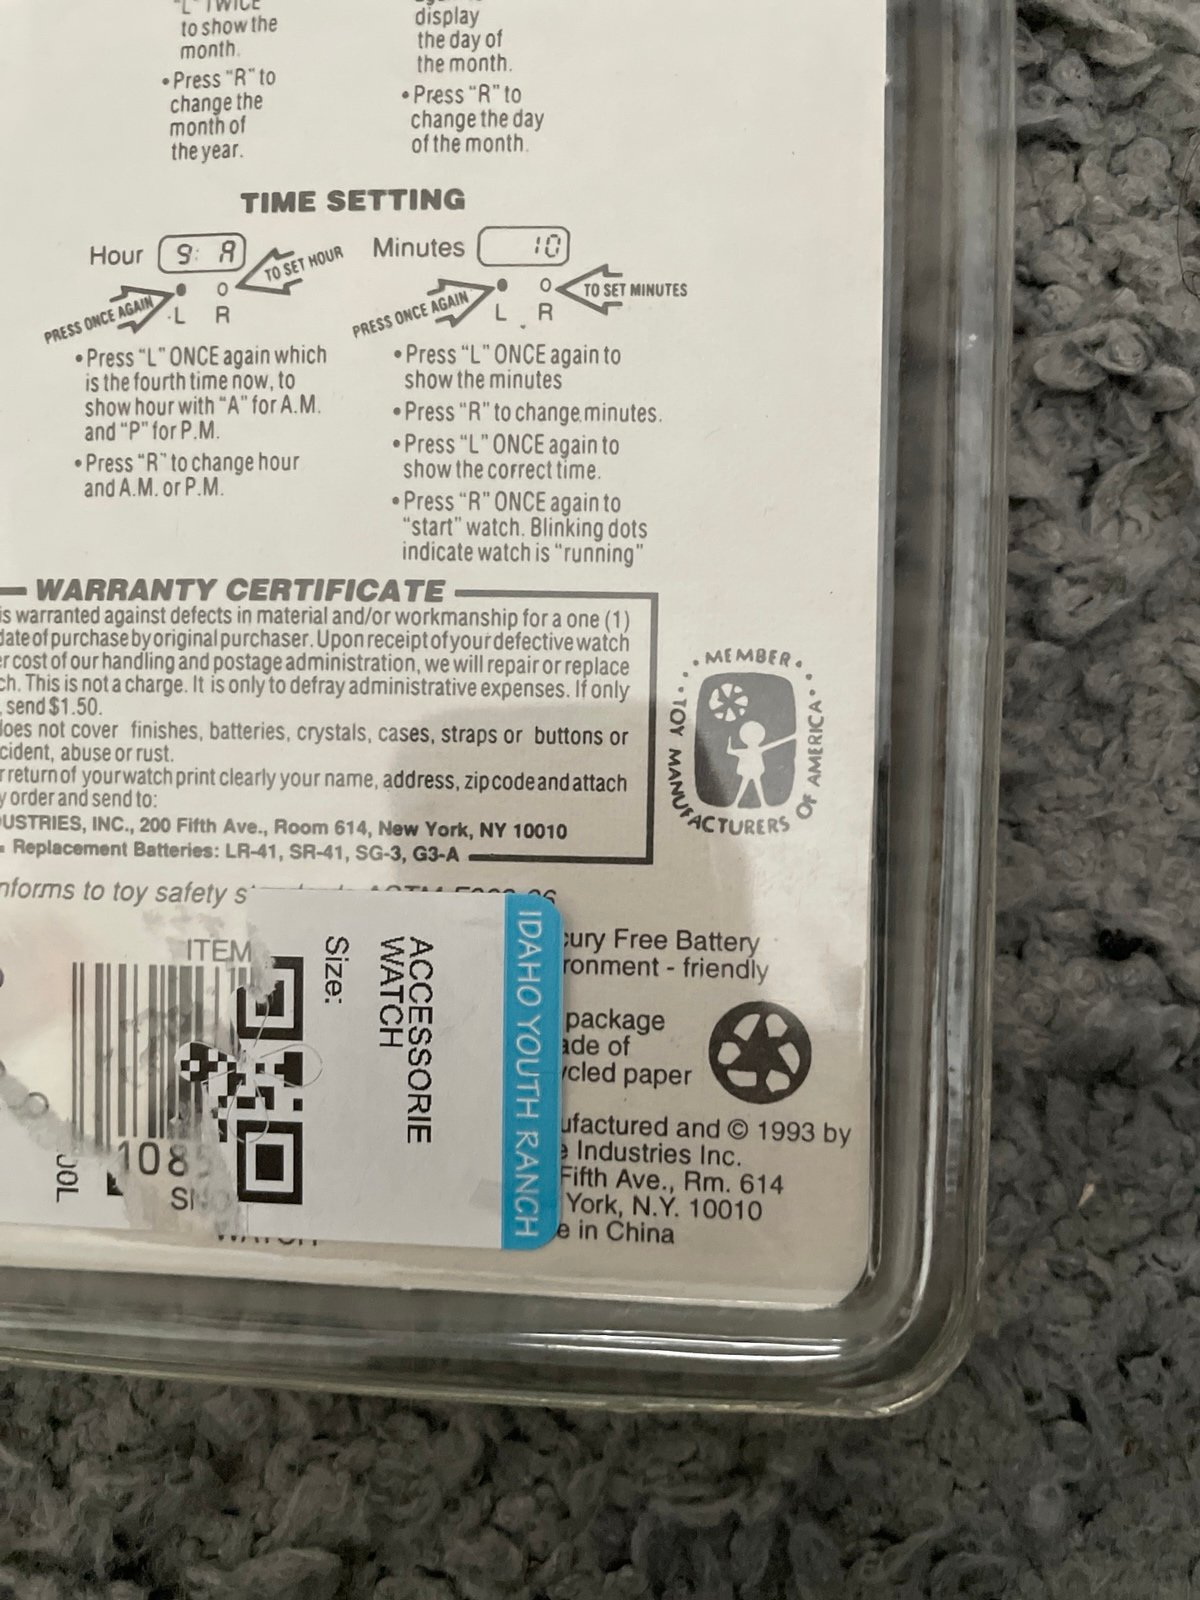 "L" TWICE
to show the
month.
• Press "R" to
change the
month of
the year.
display
the day of
the month.
• Press "R" to
change the day
of the month.
TIME SETTING
Hour 9: A
TO SET HOUR
PRESS ONCE AGAIN
L R
• Press "L" ONCE again which
is the fourth time now, to
show hour with "A" for A.M.
and "P" for P.M.
• Press "R" to change hour
and A.M. or P.M.
Minutes 10
TO SET MINUTES
PRESS ONCE AGAIN
L R
• Press "L" ONCE again to
show the minutes
• Press "R" to change minutes.
• Press "L" ONCE again to
show the correct time.
• Press "R" ONCE again to
"start" watch. Blinking dots
indicate watch is "running"
WARRANTY CERTIFICATE
is warranted against defects in material and/or workmanship for a one (1)
date of purchase by original purchaser. Upon receipt of your defective watch
er cost of our handling and postage administration, we will repair or replace
ch. This is not a charge. It is only to defray administrative expenses. If only
, send $1.50.
does not cover finishes, batteries, crystals, cases, straps or buttons or
cident, abuse or rust.
r return of your watch print clearly your name, address, zip code and attach
y order and send to:
USTRIES, INC., 200 Fifth Ave., Room 614, New York, NY 10010
Replacement Batteries: LR-41, SR-41, SG-3, G3-A
MEMBER
TOY MANUFACTURERS OF AMERICA
nforms to toy safety s
ITEM
108
Size:
ACCESSORIE
WATCH
IDAHO YOUTH RANCH
cury Free Battery
ronment - friendly
package
ade of
ycled paper
ufactured and © 1993 by
e Industries Inc.
Fifth Ave., Rm. 614
York, N.Y. 10010
e in China